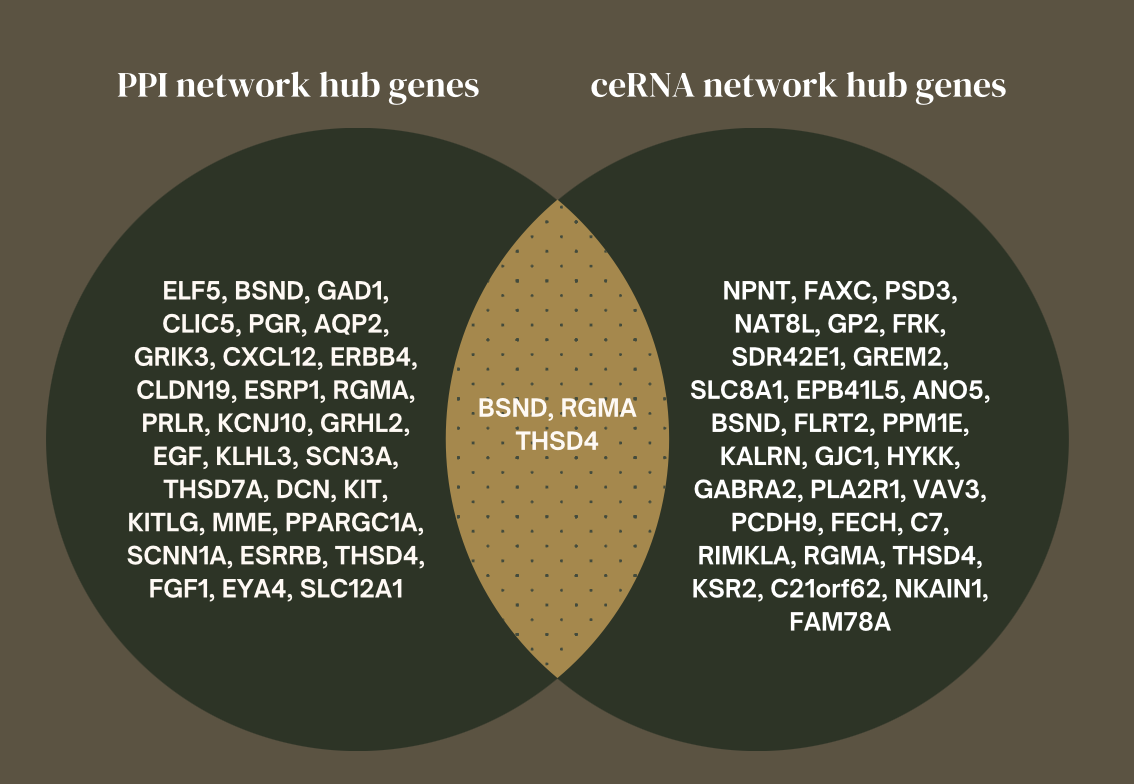 PPI network hub genes
ceRNA network hub genes
ELF5, BSND, GAD1,
CLIC5, PGR, AQP2,
GRIK3, CXCL12, ERBB4,
CLDN19, ESRP1, RGMA,
PRLR, KCNJ10, GRHL2,
EGF, KLHL3, SCN3A,
THSD7A, DCN, KIT,
KITLG, MME, PPARGC1A,
SCNN1A, ESRRB, THSD4,
FGF1, EYA4, SLC12A1
BSND, RGMA
THSD4
NPNT, FAXC, PSD3,
NAT8L, GP2, FRK,
SDR42E1, GREM2,
SLC8A1, EPB41L5, ANO5,
BSND, FLRT2, PPM1E,
KALRN, GJC1, HYKK,
GABRA2, PLA2R1, VAV3,
PCDH9, FECH, C7,
RIMKLA, RGMA, THSD4,
KSR2, C21orf62, NKAIN1,
FAM78A